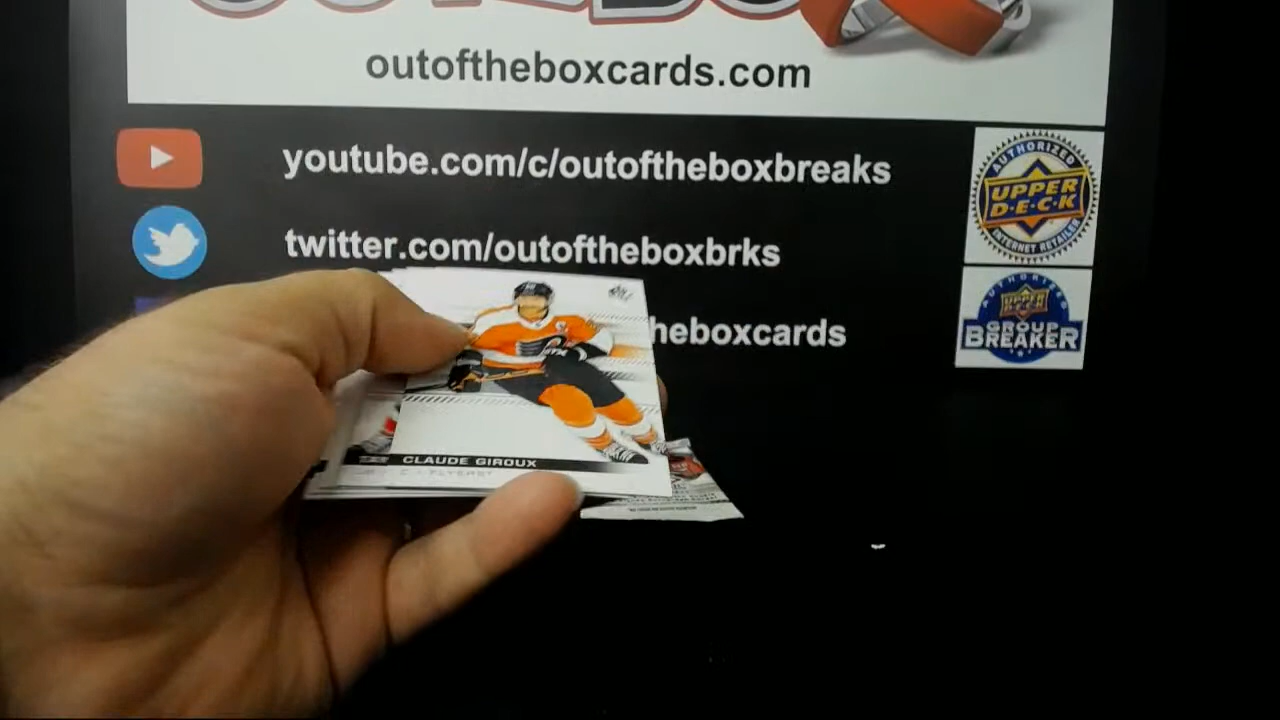 outoftheboxcards.com
youtube.com/c/outoftheboxbreaks
twitter.com/outoftheboxbrks
heboxcards
AUTHORIZED
UPPER
D·E·C·K
INTERNET RETAILER
AUTHORIZED
UPPER DECK
GROUP
BREAKER
CLAUDE GIROUX
C FLYERS